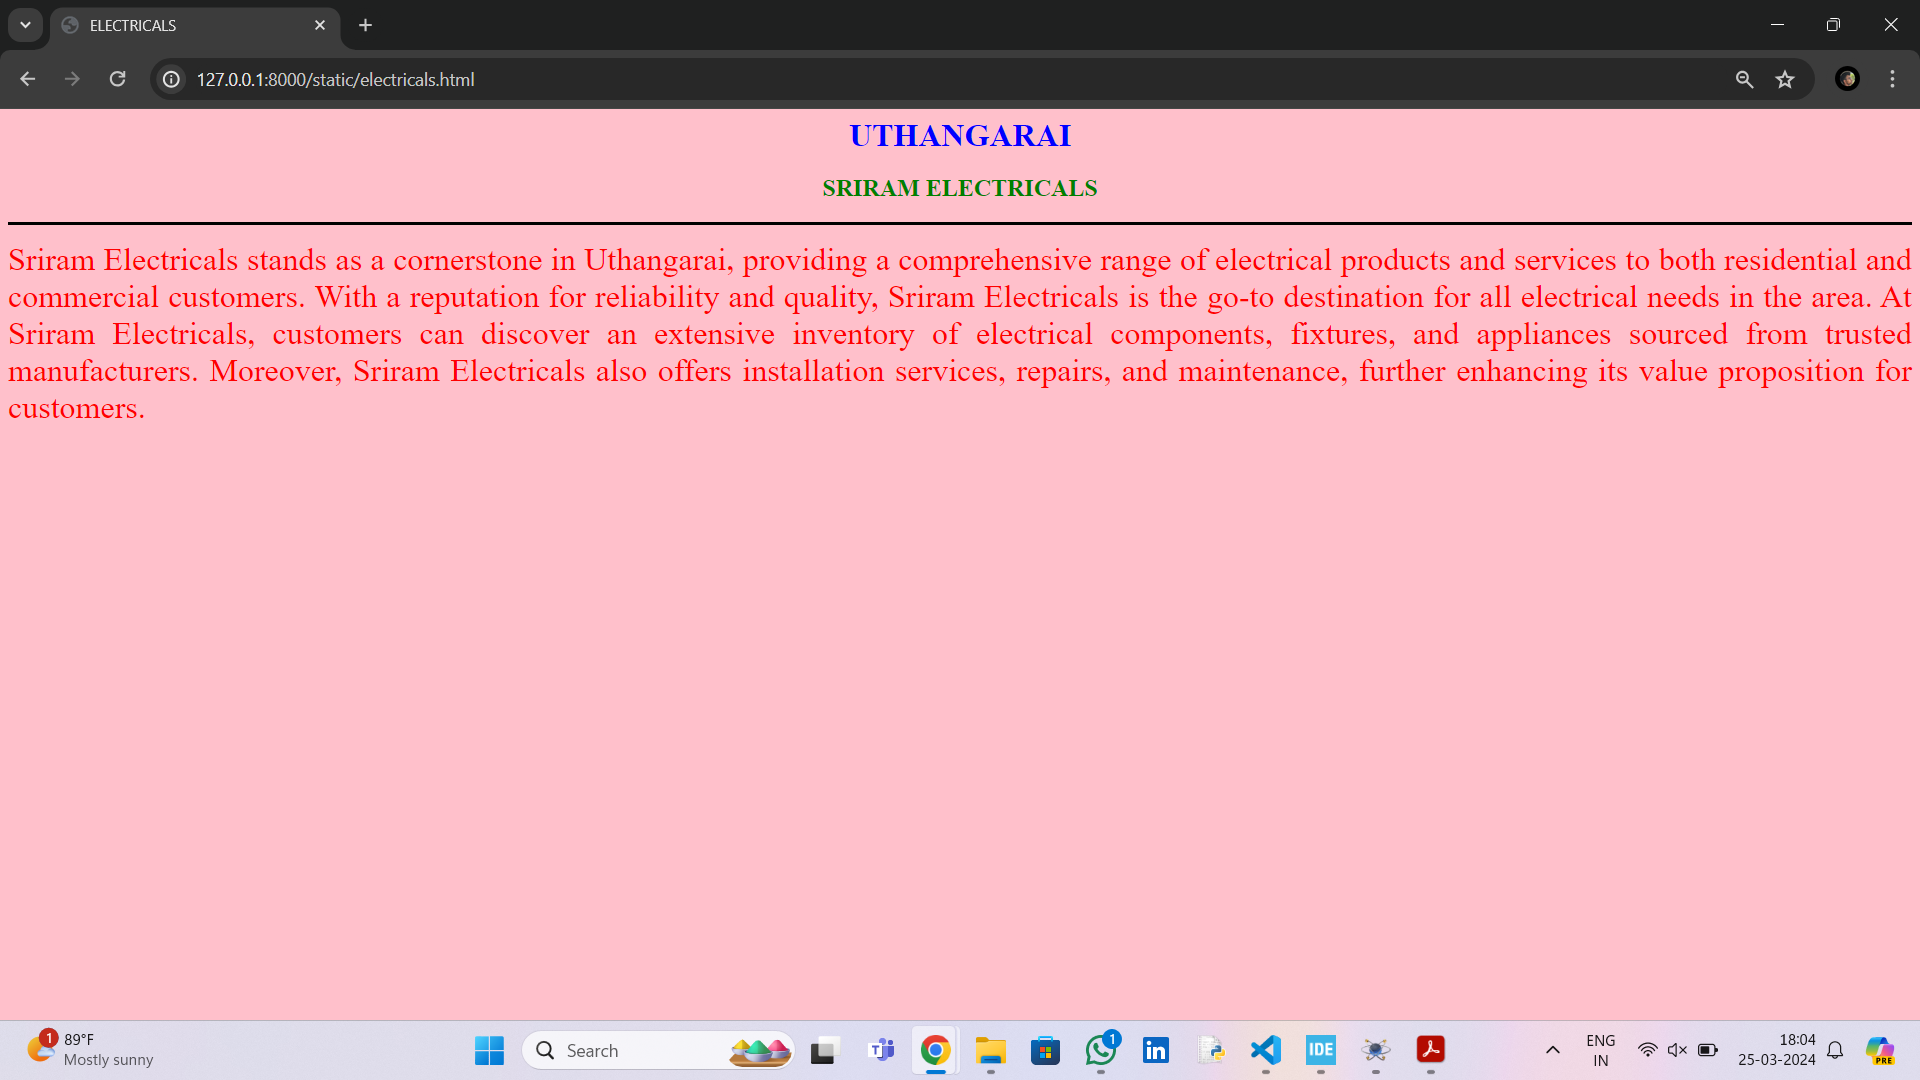 ELECTRICALS
127.0.0.1:8000/static/electricals.html
UTHANGARAI
SRIRAM ELECTRICALS
Sriram Electricals stands as a cornerstone in Uthangarai, providing a comprehensive range of electrical products and services to both residential and
commercial customers. With a reputation for reliability and quality, Sriram Electricals is the go-to destination for all electrical needs in the area. At
Sriram Electricals, customers can discover an extensive inventory of electrical components, fixtures, and appliances sourced from trusted
manufacturers. Moreover, Sriram Electricals also offers installation services, repairs, and maintenance, further enhancing its value proposition for
customers.
1
89°F
Mostly sunny
Search
T
1
in
IDE
ENG
IN
18:04
25-03-2024
PRE